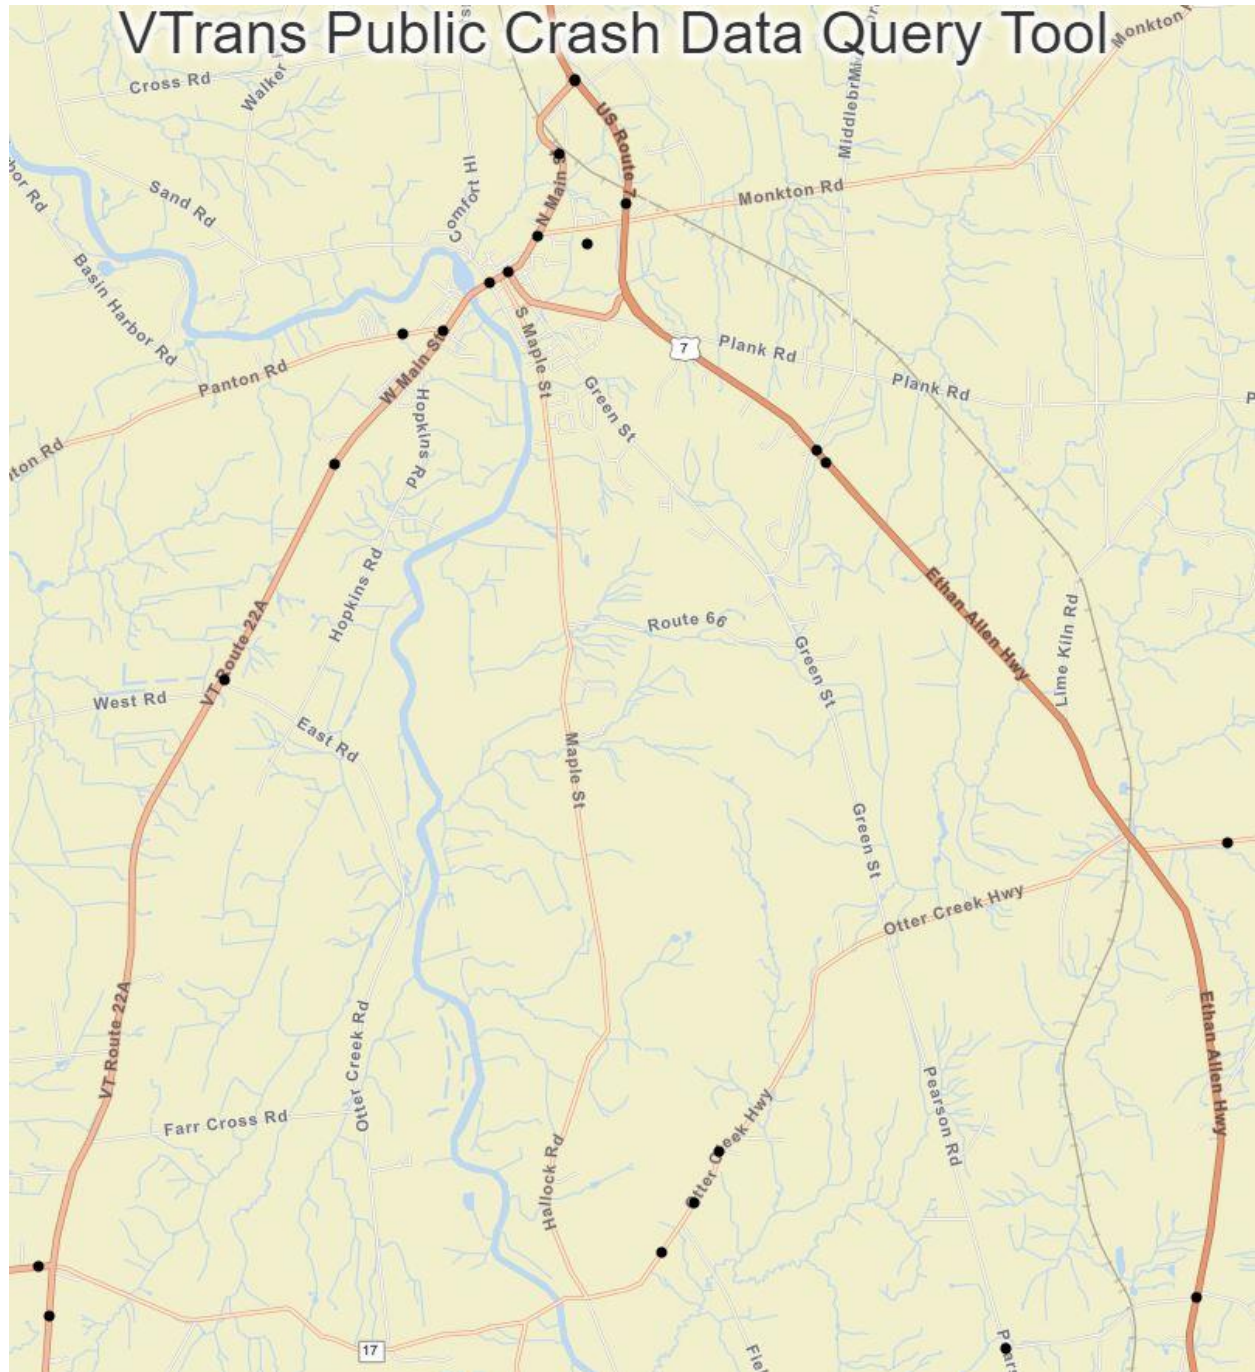 VTrans Public Crash Data Query Tool
Monkton
Cross Rd
Walker
US Route 7
N Main St
Monkton Rd
Comfort Hl
Sand Rd
Basin Harbor Rd
Panton Rd
W Main St
S Maple St
7
Plank Rd
Plank Rd
Green St
Hopkins Rd
Hopkins Rd
VT Route 22A
West Rd
East Rd
Route 66
Green St
Ethan Allen Hwy
Lime Kiln Rd
Maple St
Green St
Otter Creek Hwy
VT Route 22A
Otter Creek Rd
Farr Cross Rd
Hallock Rd
Otter Creek Hwy
Pearson Rd
Ethan Allen Hwy
17